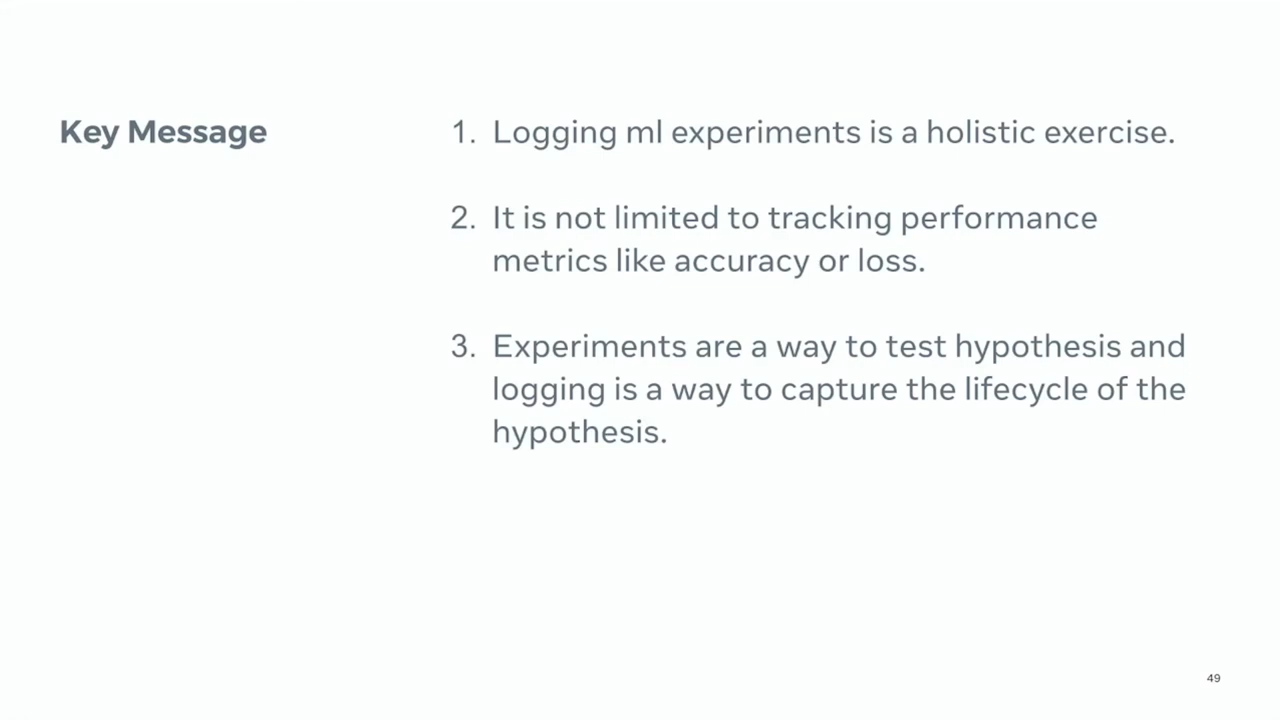 Key Message
1. Logging ml experiments is a holistic exercise.
2. It is not limited to tracking performance
metrics like accuracy or loss.
3. Experiments are a way to test hypothesis and
logging is a way to capture the lifecycle of the
hypothesis.
49